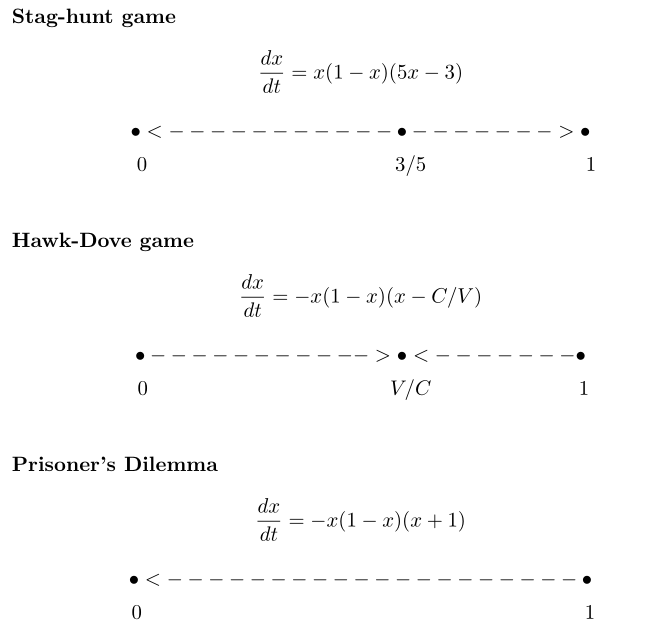 Stag-hunt game
dx/dt = x(1 − x)(5x − 3)
• < − − − − − − − − − − − • − − − − − − − > •
0 3/5 1
Hawk-Dove game
dx/dt = −x(1 − x)(x − C/V)
• − − − − − − − − − − − > • < − − − − − − − •
0 V/C 1
Prisoner's Dilemma
dx/dt = −x(1 − x)(x + 1)
• < − − − − − − − − − − − − − − − − − − − − •
0 1